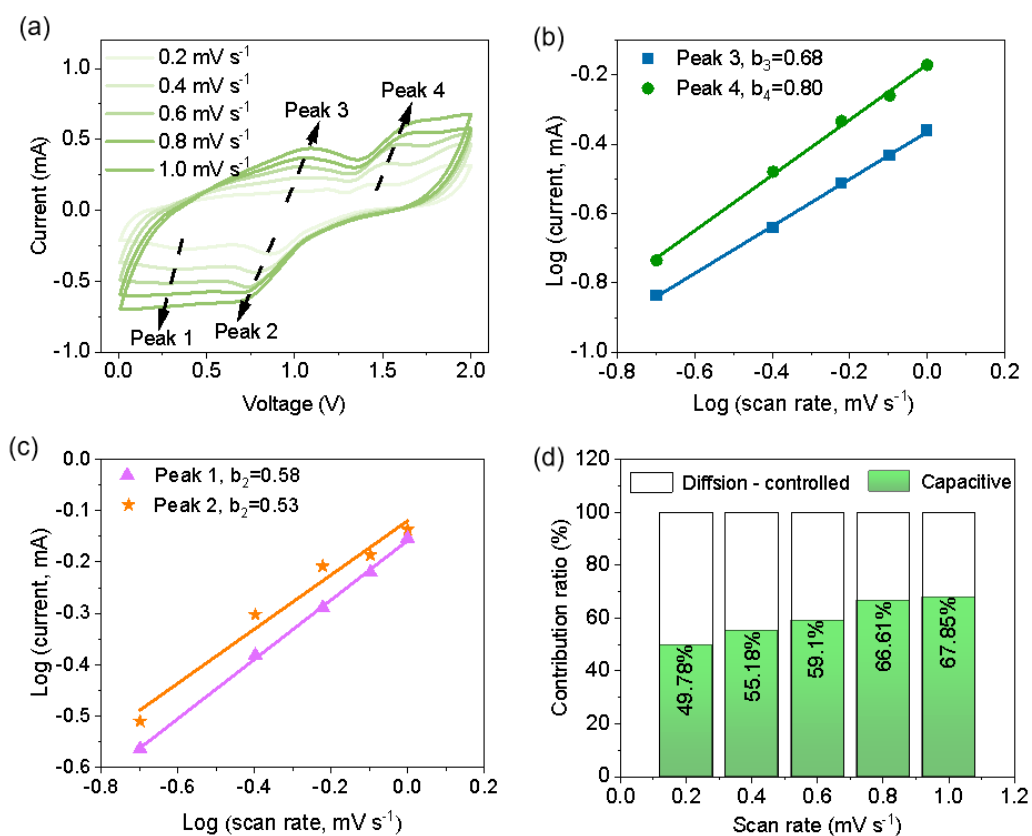 (a)
0.2 mV s⁻¹
0.4 mV s⁻¹
0.6 mV s⁻¹
0.8 mV s⁻¹
1.0 mV s⁻¹
Peak 3
Peak 4
Peak 1
Peak 2
1.0
0.5
0.0
-0.5
-1.0
Current (mA)
0.0 0.5 1.0 1.5 2.0
Voltage (V)
(b)
Peak 3, b₃=0.68
Peak 4, b₄=0.80
-0.2
-0.4
-0.6
-0.8
-1.0
Log (current, mA)
-0.8 -0.6 -0.4 -0.2 0.0 0.2
Log (scan rate, mV s⁻¹)
(c)
Peak 1, b₂=0.58
Peak 2, b₂=0.53
0.0
-0.1
-0.2
-0.3
-0.4
-0.5
-0.6
Log (current, mA)
-0.8 -0.6 -0.4 -0.2 0.0 0.2
Log (scan rate, mV s⁻¹)
(d)
Diffsion - controlled
Capacitive
120
100
80
60
40
20
0
Contribution ratio (%)
49.78%
55.18%
59.1%
66.61%
67.85%
0.0 0.2 0.4 0.6 0.8 1.0 1.2
Scan rate (mV s⁻¹)